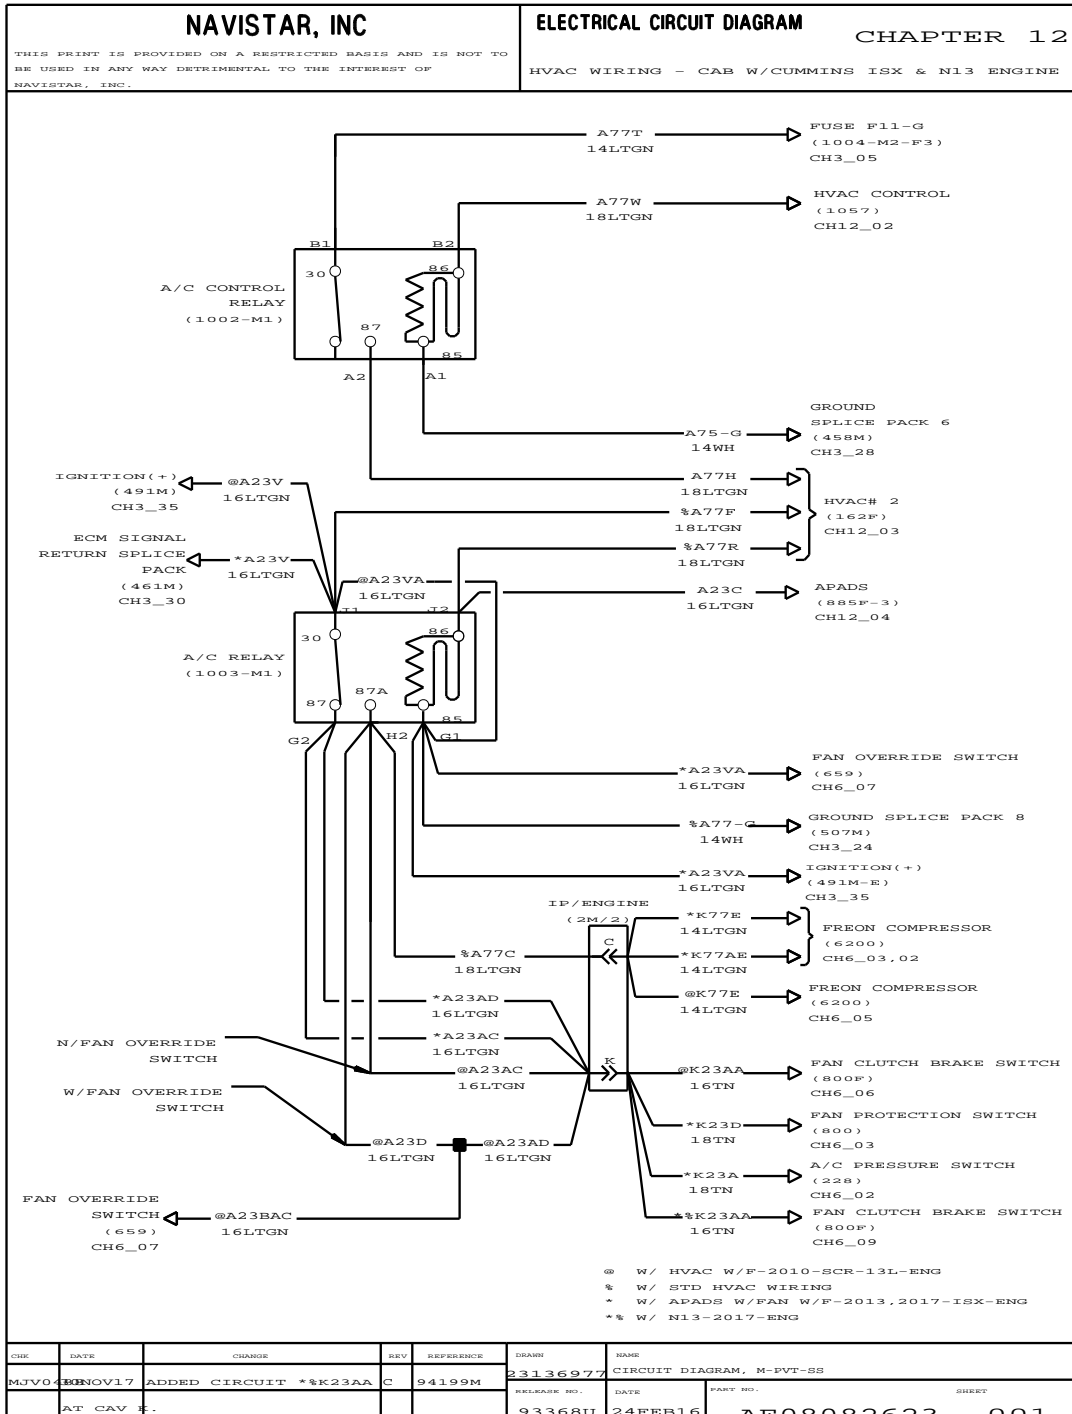 NAVISTAR, INC
THIS PRINT IS PROVIDED ON A RESTRICTED BASIS AND IS NOT TO
BE USED IN ANY WAY DETRIMENTAL TO THE INTEREST OF
NAVISTAR, INC.
ELECTRICAL CIRCUIT DIAGRAM
CHAPTER 12
HVAC WIRING - CAB W/CUMMINS ISX & N13 ENGINE
A77T
14LTGN
FUSE F11-G
(1004-M2-F3)
CH3_05
A77W
18LTGN
HVAC CONTROL
(1057)
CH12_02
B1
B2
30
86
87
85
A2
A1
A/C CONTROL
RELAY
(1002-M1)
A75-G
14WH
GROUND
SPLICE PACK 6
(458M)
CH3_28
A77H
18LTGN
%A77F
18LTGN
%A77R
18LTGN
HVAC# 2
(162F)
CH12_03
IGNITION(+)
(491M)
CH3_35
@A23V
16LTGN
ECM SIGNAL
RETURN SPLICE
PACK
(461M)
CH3_30
*A23V
16LTGN
@A23VA
16LTGN
A23C
16LTGN
APADS
(885F-3)
CH12_04
J1
J2
30
86
87
87A
85
G2
H2
G1
A/C RELAY
(1003-M1)
*A23VA
16LTGN
FAN OVERRIDE SWITCH
(659)
CH6_07
%A77-G
14WH
GROUND SPLICE PACK 8
(507M)
CH3_24
*A23VA
16LTGN
IGNITION(+)
(491M-E)
CH3_35
IP/ENGINE
(2M/2)
C
K
*K77E
14LTGN
*K77AE
14LTGN
FREON COMPRESSOR
(6200)
CH6_03,02
@K77E
14LTGN
FREON COMPRESSOR
(6200)
CH6_05
%A77C
18LTGN
*A23AD
16LTGN
*A23AC
16LTGN
N/FAN OVERRIDE
SWITCH
@A23AC
16LTGN
W/FAN OVERRIDE
SWITCH
@A23D
16LTGN
@A23AD
16LTGN
FAN OVERRIDE
SWITCH
(659)
CH6_07
@A23BAC
16LTGN
@K23AA
16TN
FAN CLUTCH BRAKE SWITCH
(800F)
CH6_06
*K23D
18TN
FAN PROTECTION SWITCH
(800)
CH6_03
*K23A
18TN
A/C PRESSURE SWITCH
(228)
CH6_02
*%K23AA
16TN
FAN CLUTCH BRAKE SWITCH
(800F)
CH6_09
@ W/ HVAC W/F-2010-SCR-13L-ENG
% W/ STD HVAC WIRING
* W/ APADS W/FAN W/F-2013,2017-ISX-ENG
*% W/ N13-2017-ENG
CHK DATE CHANGE REV REFERENCE
ADDED CIRCUIT *%K23AA C 94199M
AT CAV
DRAWN
23136977
NAME
CIRCUIT DIAGRAM, M-PVT-SS
RELEASE NO.
93368U
DATE
24FEB16
PART NO.
SHEET